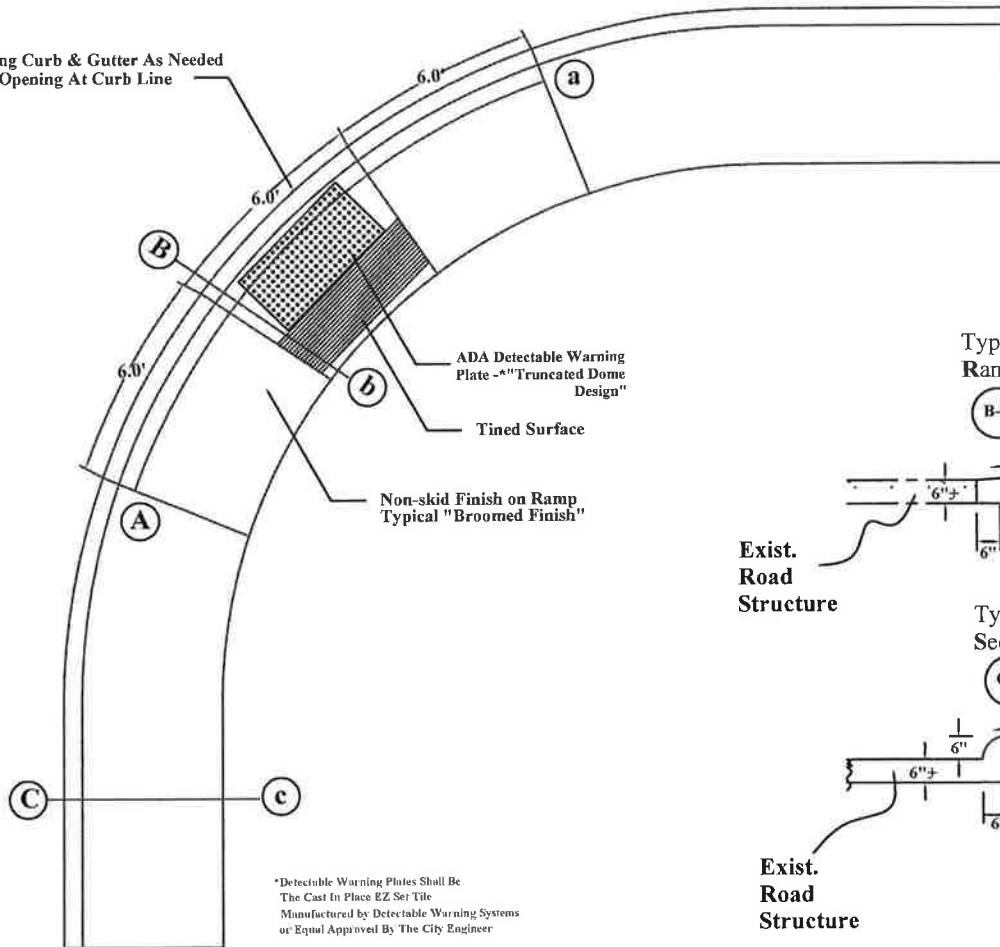 ng Curb & Gutter As Needed
Opening At Curb Line
6.0'
a
6.0'
B
6.0'
b
ADA Detectable Warning
Plate -*"Truncated Dome
Design"
Tined Surface
Non-skid Finish on Ramp
Typical "Broomed Finish"
A
C
c
*Detectable Warning Plates Shall Be
The Cast In Place EZ Set Tile
Manufactured by Detectable Warning Systems
or Equal Approved By The City Engineer
Typ
Ran
B-
6"±
6"
Exist.
Road
Structure
Ty
Sec
6"
6"±
6
Exist.
Road
Structure